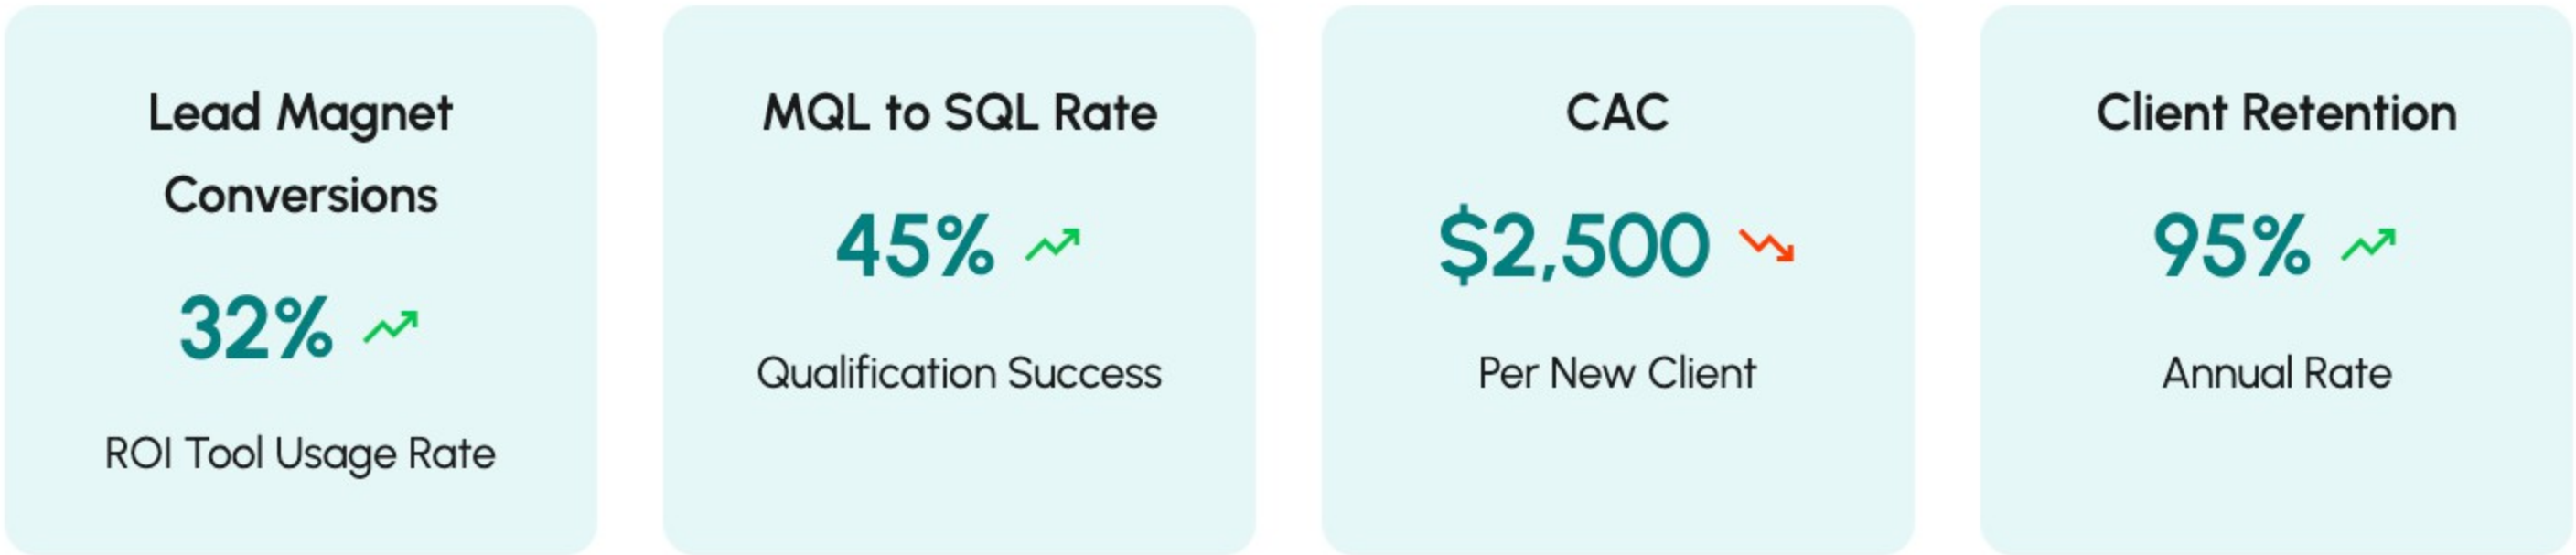 Lead Magnet
Conversions
32%
ROI Tool Usage Rate
MQL to SQL Rate
45%
Qualification Success
CAC
$2,500
Per New Client
Client Retention
95%
Annual Rate